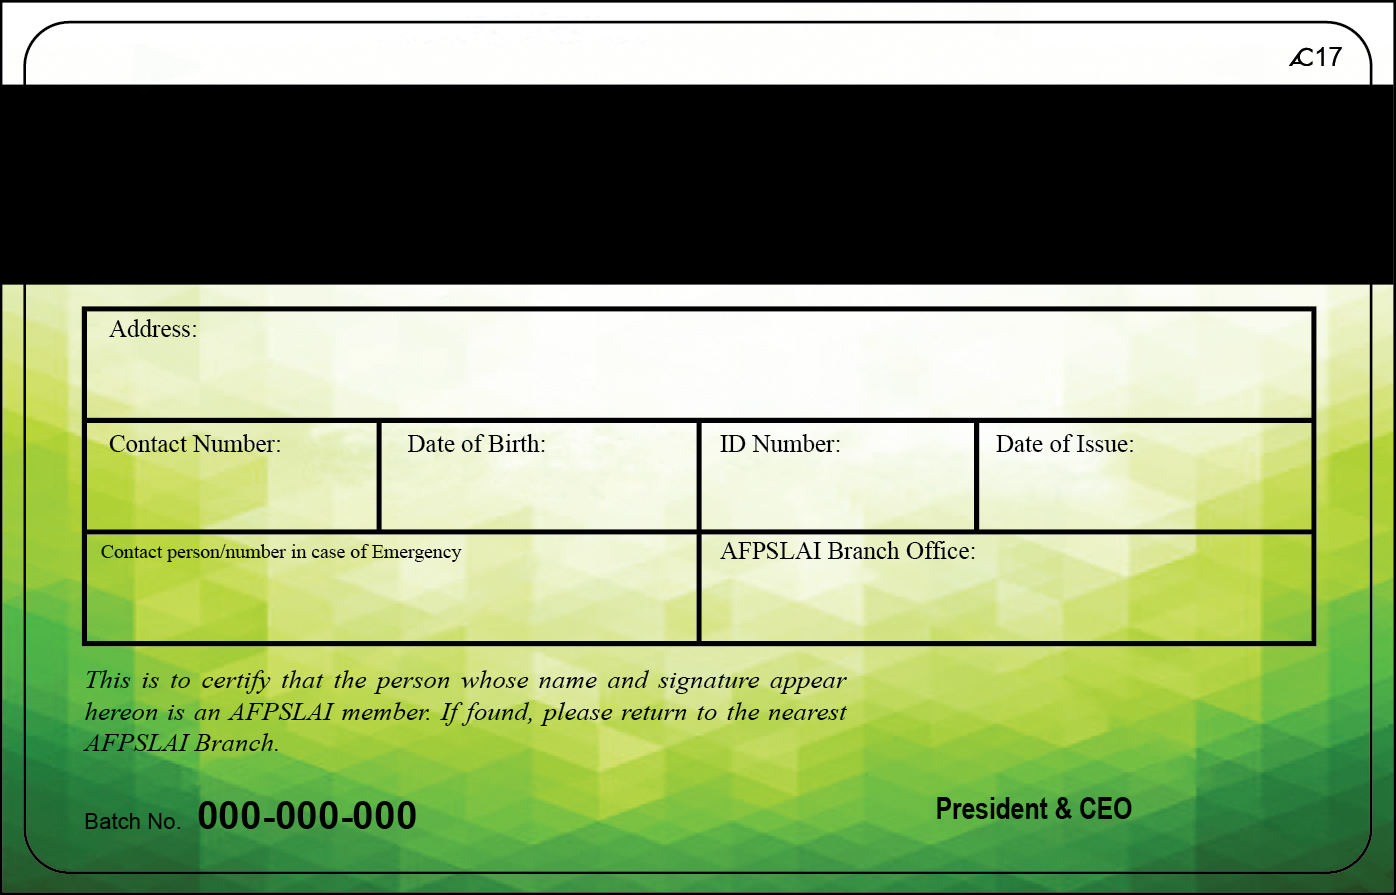 AC17
Address:
Contact Number: Date of Birth: ID Number: Date of Issue:
Contact person/number in case of Emergency AFPSLAI Branch Office:
This is to certify that the person whose name and signature appear
hereon is an AFPSLAI member. If found, please return to the nearest
AFPSLAI Branch.
Batch No. 000-000-000 President & CEO